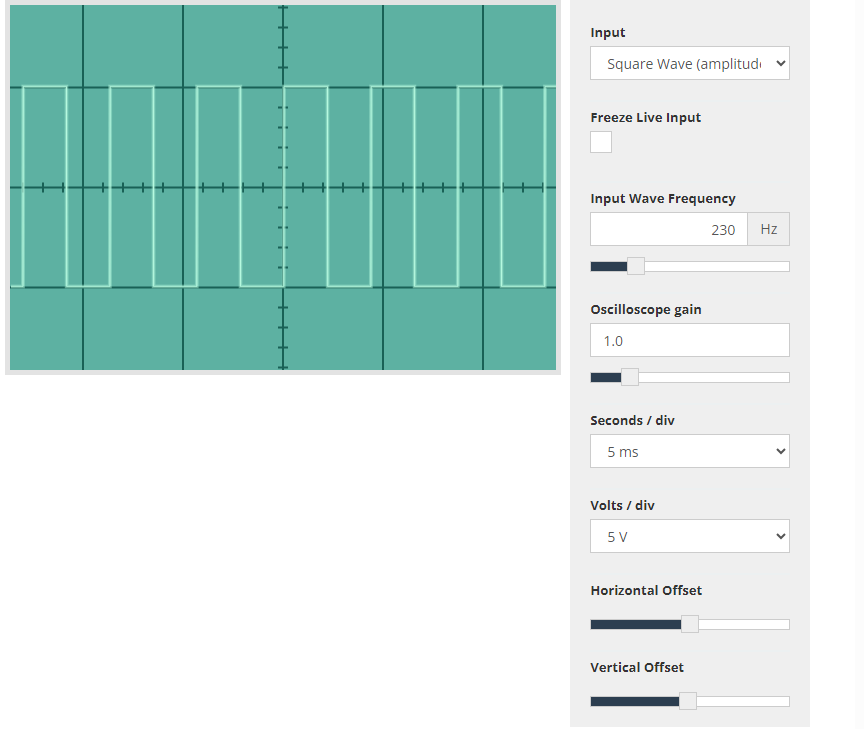 Input
Square Wave (amplitude
Freeze Live Input
Input Wave Frequency
230 Hz
Oscilloscope gain
1.0
Seconds / div
5 ms
Volts / div
5 V
Horizontal Offset
Vertical Offset